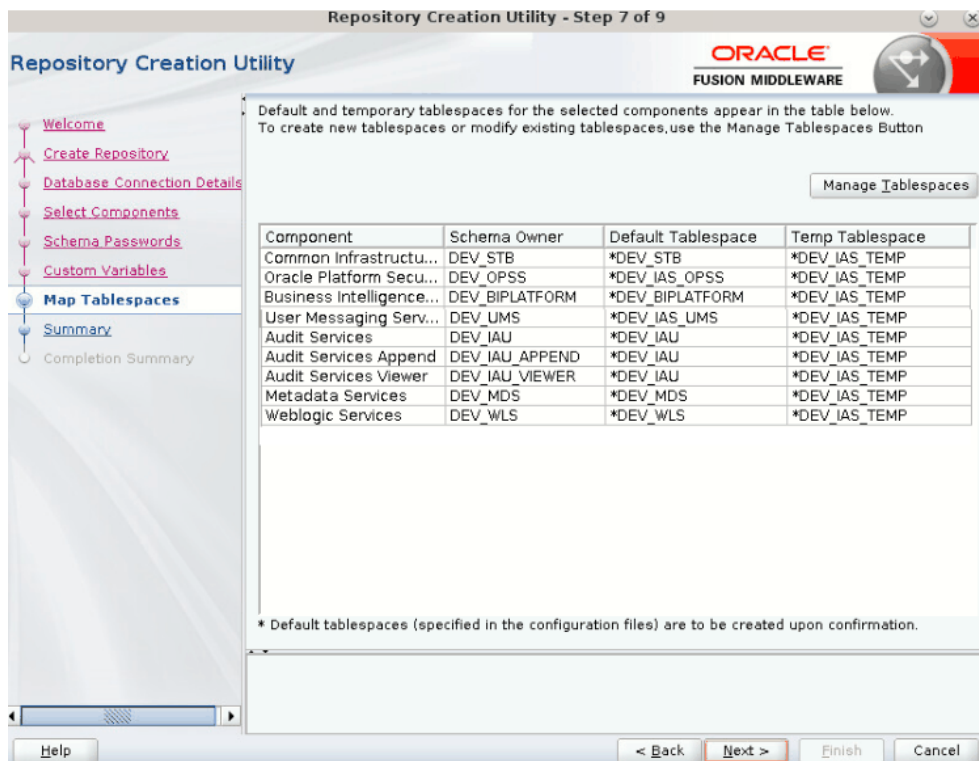 Repository Creation Utility - Step 7 of 9
Repository Creation Utility
ORACLE
FUSION MIDDLEWARE
Welcome
Create Repository
Database Connection Details
Select Components
Schema Passwords
Custom Variables
Map Tablespaces
Summary
Completion Summary
Default and temporary tablespaces for the selected components appear in the table below.
To create new tablespaces or modify existing tablespaces,use the Manage Tablespaces Button
Manage Tablespaces
Component Schema Owner Default Tablespace Temp Tablespace
Common Infrastructu... DEV_STB *DEV_STB *DEV_IAS_TEMP
Oracle Platform Secu... DEV_OPSS *DEV_IAS_OPSS *DEV_IAS_TEMP
Business Intelligence... DEV_BIPLATFORM *DEV_BIPLATFORM *DEV_IAS_TEMP
User Messaging Serv... DEV_UMS *DEV_IAS_UMS *DEV_IAS_TEMP
Audit Services DEV_IAU *DEV_IAU *DEV_IAS_TEMP
Audit Services Append DEV_IAU_APPEND *DEV_IAU *DEV_IAS_TEMP
Audit Services Viewer DEV_IAU_VIEWER *DEV_IAU *DEV_IAS_TEMP
Metadata Services DEV_MDS *DEV_MDS *DEV_IAS_TEMP
Weblogic Services DEV_WLS *DEV_WLS *DEV_IAS_TEMP
* Default tablespaces (specified in the configuration files) are to be created upon confirmation.
Help < Back Next > Finish Cancel